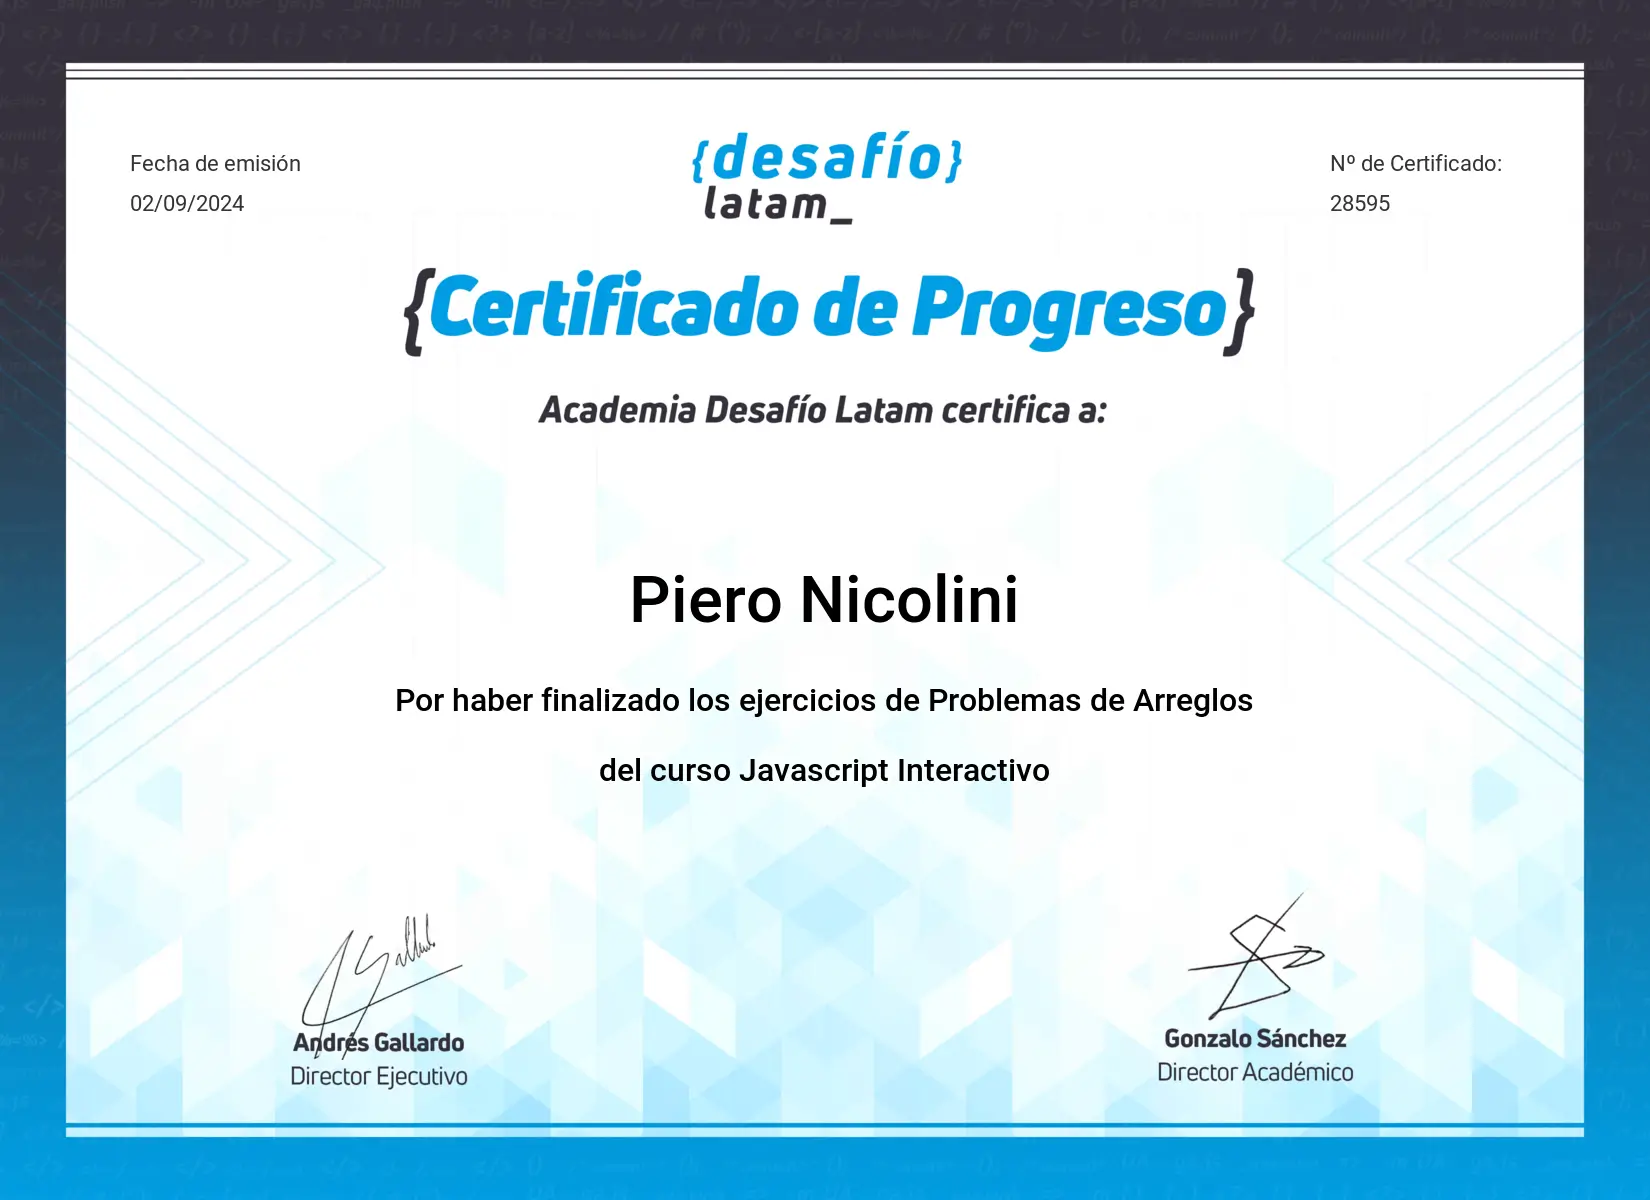 Fecha de emisión
02/09/2024
{desafío}
latam_
Nº de Certificado:
28595
{Certificado de Progreso}
Academia Desafío Latam certifica a:
Piero Nicolini
Por haber finalizado los ejercicios de Problemas de Arreglos
del curso Javascript Interactivo
Andrés Gallardo
Director Ejecutivo
Gonzalo Sánchez
Director Académico